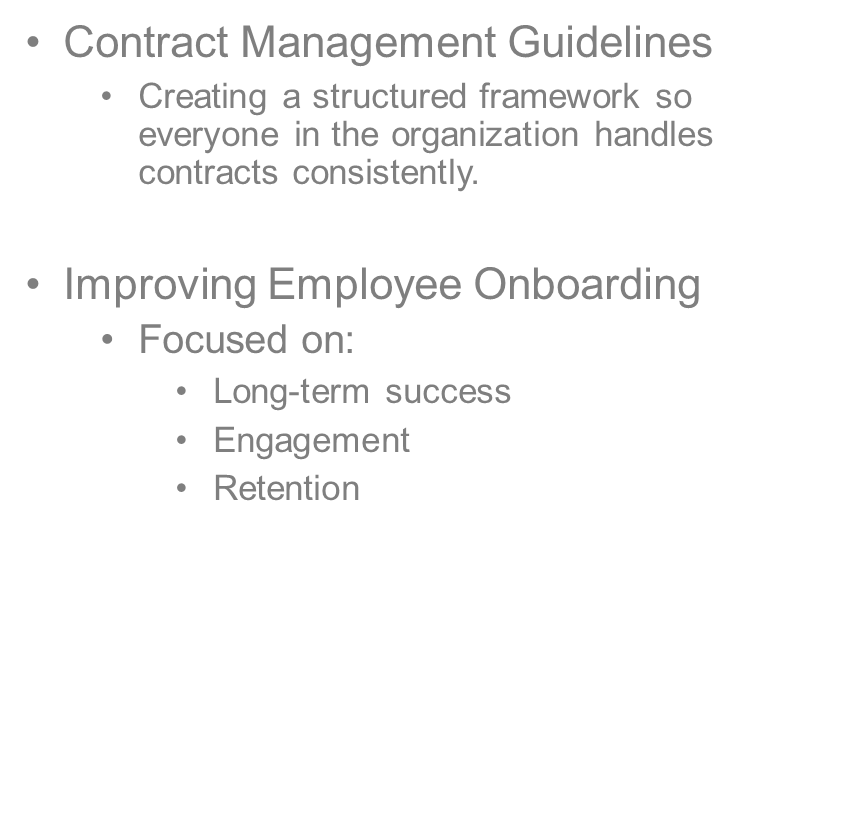 • Contract Management Guidelines
• Creating a structured framework so
everyone in the organization handles
contracts consistently.
• Improving Employee Onboarding
• Focused on:
• Long-term success
• Engagement
• Retention